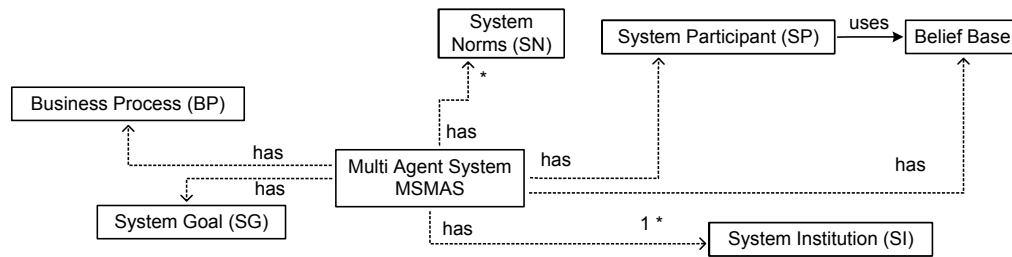 System
Norms (SN)
System Participant (SP)
uses
Belief Base
*
Business Process (BP)
has
has
Multi Agent System
MSMAS
has
has
has
System Goal (SG)
has
1 *
System Institution (SI)